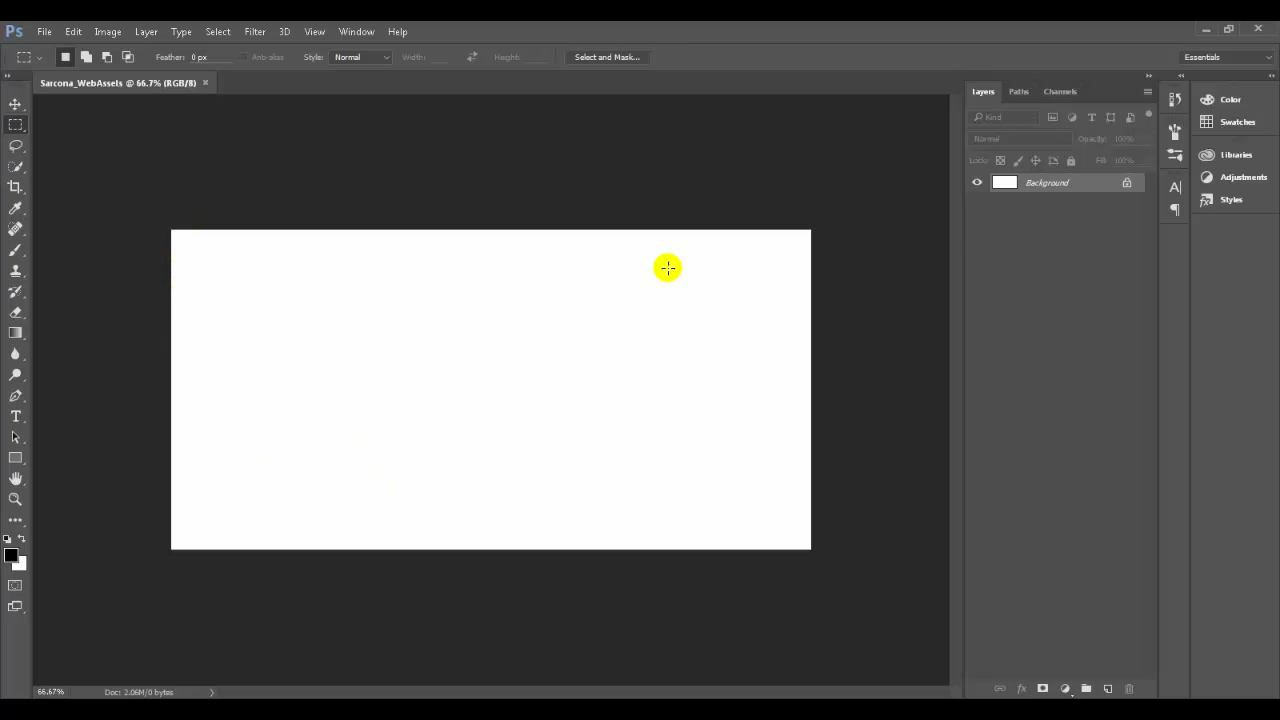 Ps File Edit Image Layer Type Select Filter 3D View Window Help
Feather: 0 px Anti-alias Style: Normal Width: Height: Select and Mask... Essentials
Sarcona_WebAssels @ 66.7% (RGB/8) ×
Layers Paths Channels
Kind
Normal Opacity: 100%
Lock: Fill: 100%
Background
Color
Swatches
Libraries
Adjustments
Styles
66.67% Doc: 2.06M/0 bytes